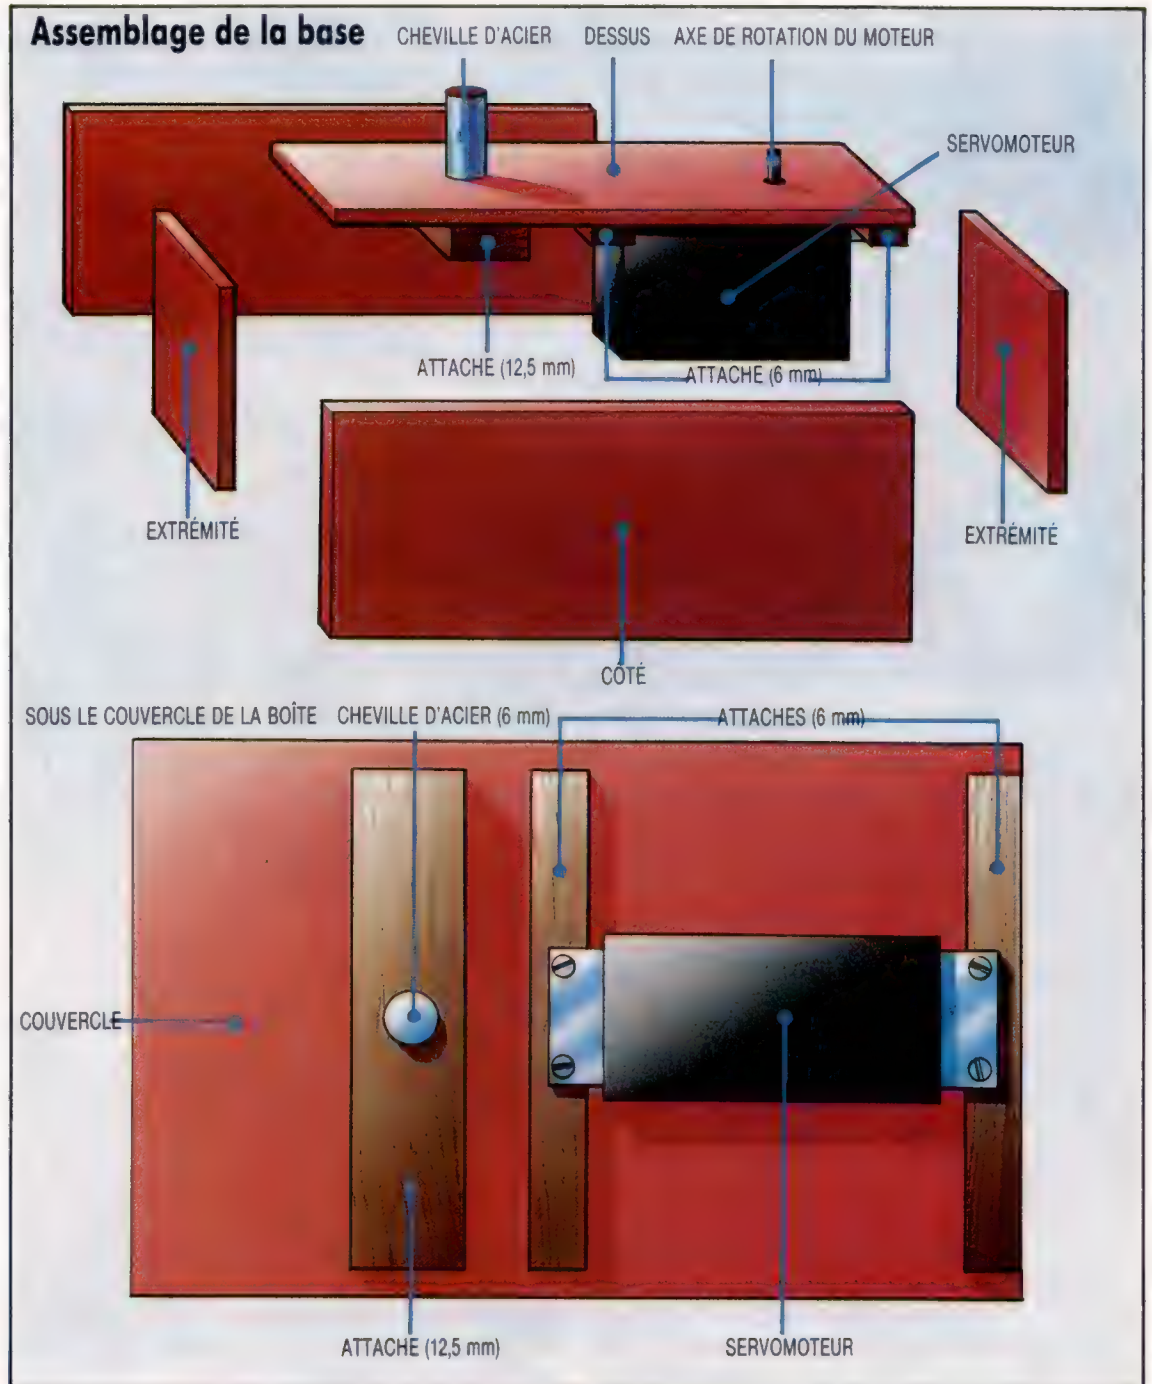 Assemblage de la base
CHEVILLE D'ACIER
DESSUS
AXE DE ROTATION DU MOTEUR
SERVOMOTEUR
ATTACHE (12,5 mm)
ATTACHE (6 mm)
EXTRÉMITÉ
EXTRÉMITÉ
CÔTÉ
SOUS LE COUVERCLE DE LA BOÎTE
CHEVILLE D'ACIER (6 mm)
ATTACHES (6 mm)
COUVERCLE
ATTACHE (12,5 mm)
SERVOMOTEUR